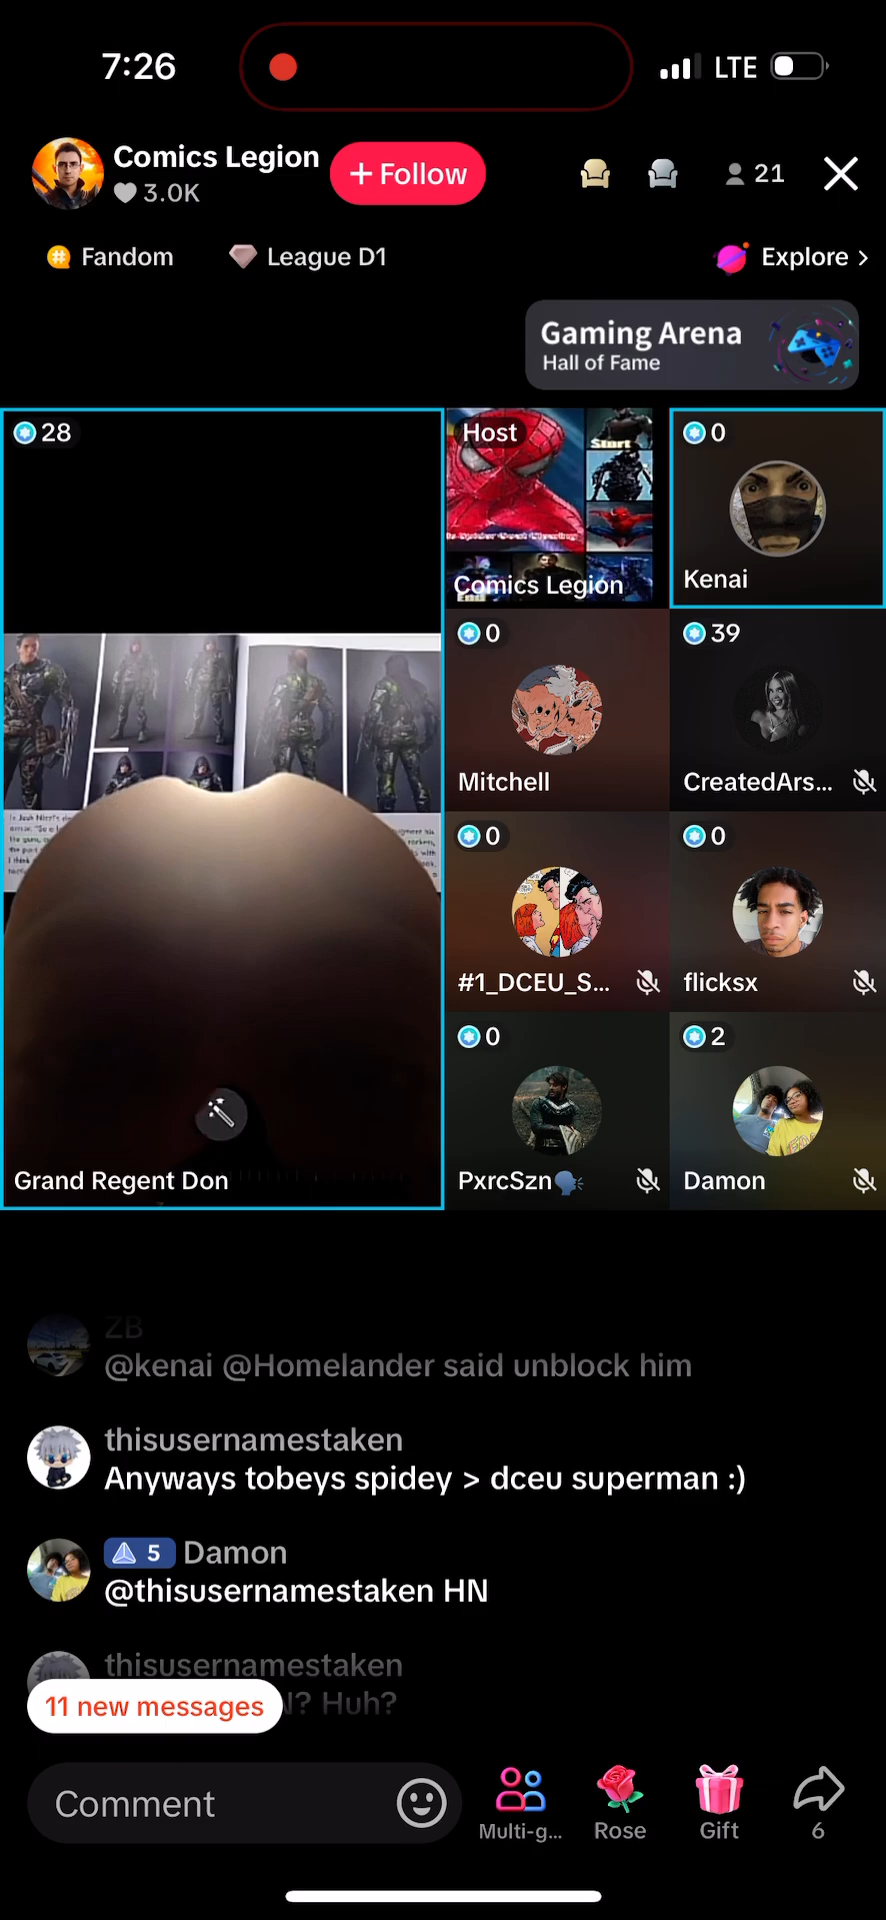 7:26
LTE
Comics Legion
3.0K
+ Follow
21
Fandom
League D1
Explore >
Gaming Arena
Hall of Fame
28
Host
Start
End
Comics Legion
0
Kenai
0
Mitchell
39
CreatedArs...
0
#1_DCEU_S...
0
flicksx
0
PxrcSzn
2
Damon
Grand Regent Don
ZB
@kenai @Homelander said unblock him
thisusernamestaken
Anyways tobeys spidey > dceu superman :)
5 Damon
@thisusernamestaken HN
thisusernamestaken
? Huh?
11 new messages
Comment
Multi-g...
Rose
Gift
6